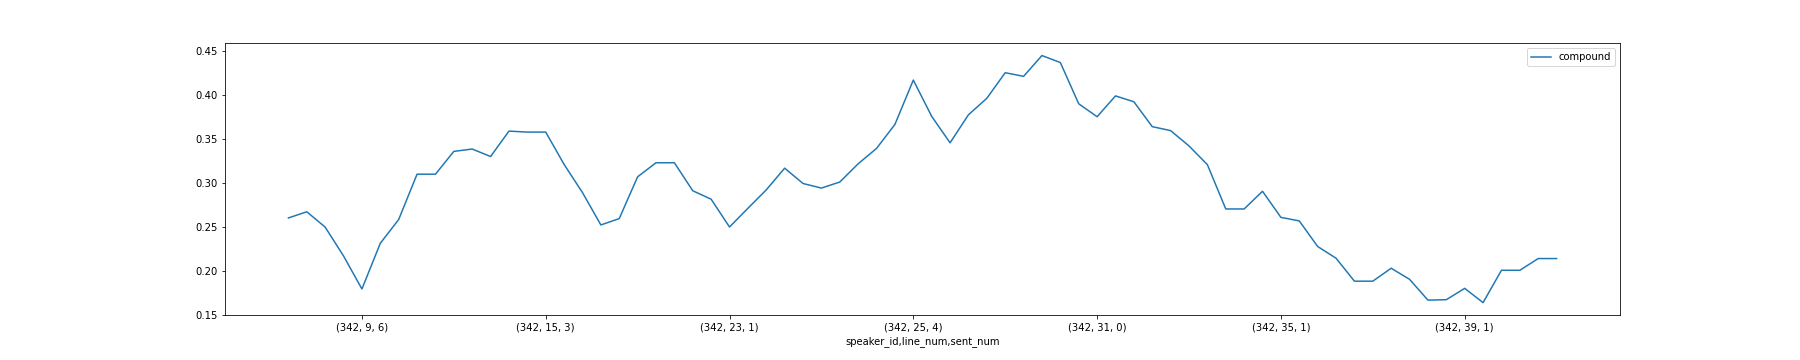 compound
0.45
0.40
0.35
0.30
0.25
0.20
0.15
(342, 9, 6) (342, 15, 3) (342, 23, 1) (342, 25, 4) (342, 31, 0) (342, 35, 1) (342, 39, 1)
speaker_id,line_num,sent_num